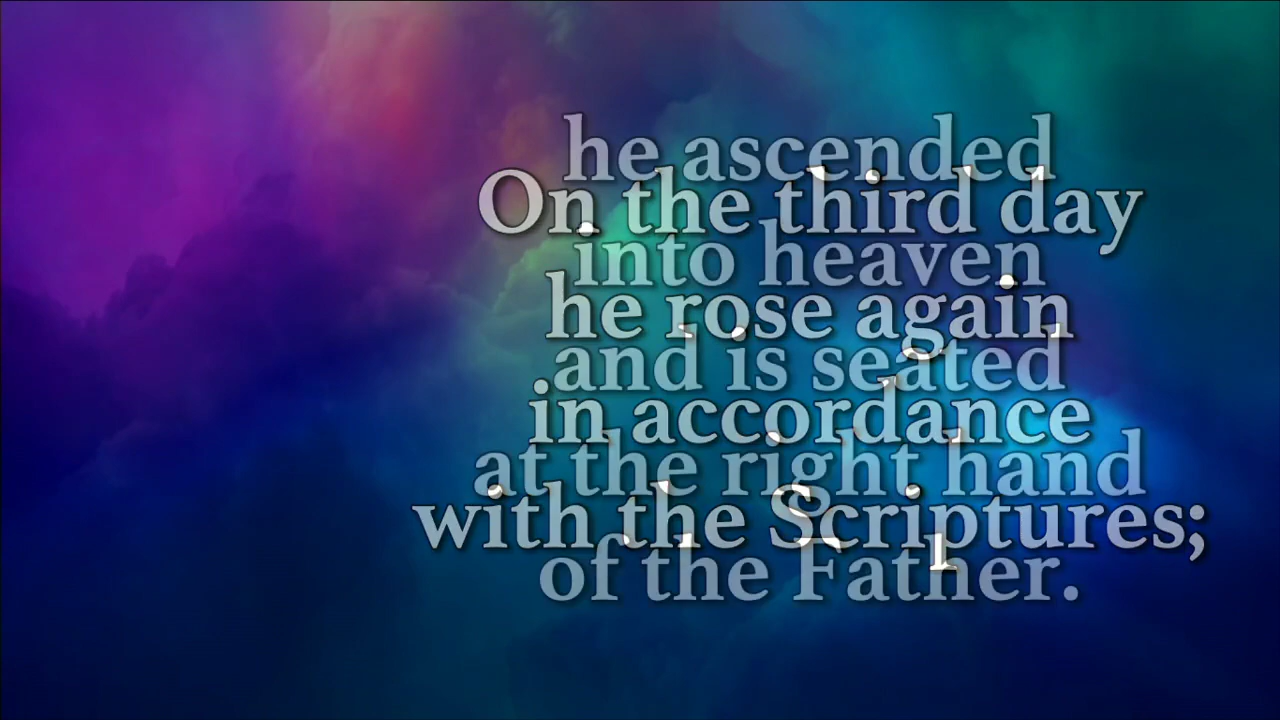 he ascended
On the third day
into heaven
he rose again
and is seated
in accordance
at the right hand
with the Scriptures;
of the Father.